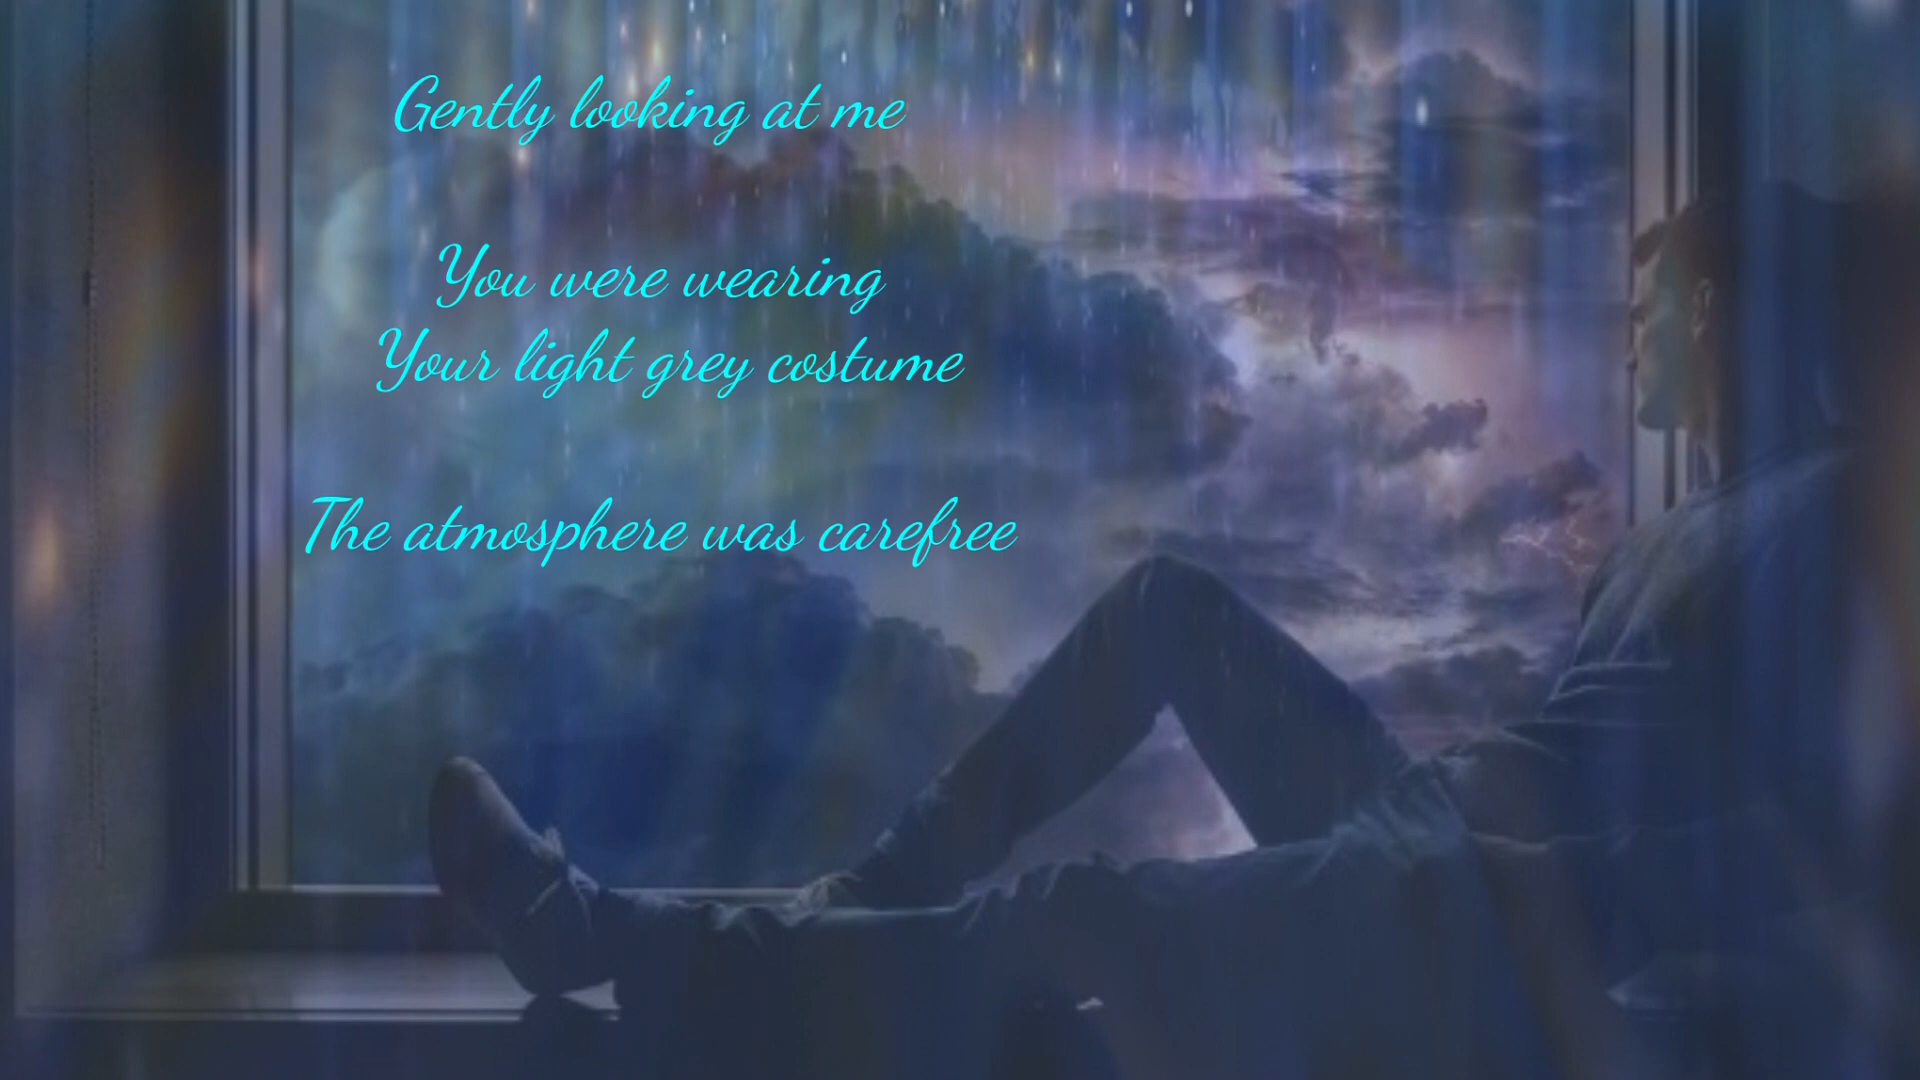 Gently looking at me
You were wearing
Your light grey costume
The atmosphere was carefree